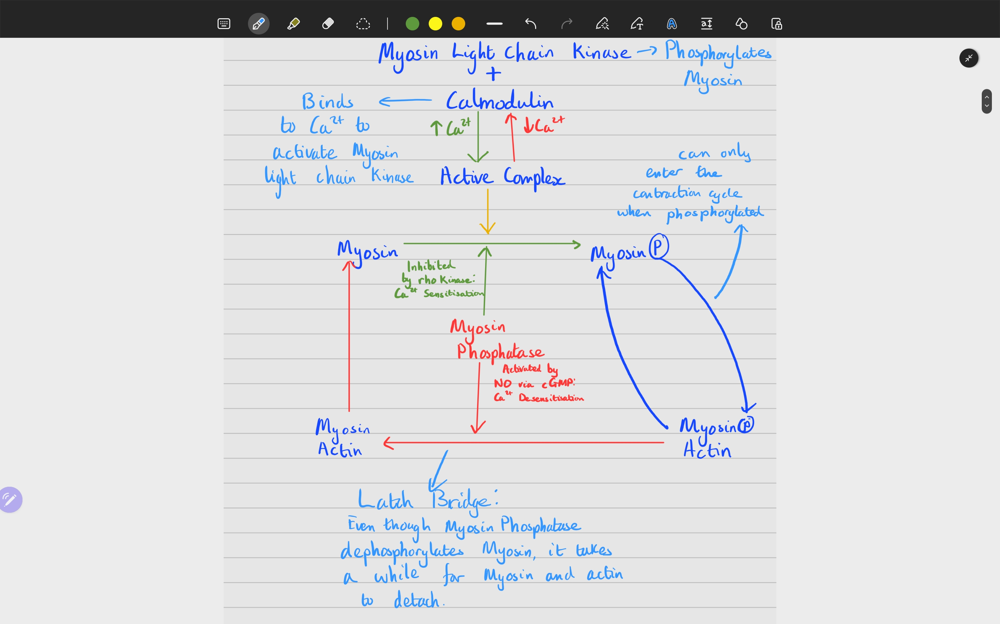 Myosin Light Chain Kinase → Phosphorylates
Myosin
+
Calmodulin
Binds
to Ca²⁺ to
activate Myosin
light chain Kinase
↑ Ca²⁺
↓ Ca²⁺
Active Complex
can only
enter the
contraction cycle
when phosphorylated
Myosin
Myosin P
Inhibited
by rho Kinase:
Ca²⁺ Sensitisation
Myosin
Phosphatase
Activated by
NO via cGMP:
Ca²⁺ Desensitisation
Myosin
Actin
Myosin P
Actin
Latch Bridge:
Even though Myosin Phosphatase
dephosphorylates Myosin, it takes
a while for Myosin and actin
to detach.